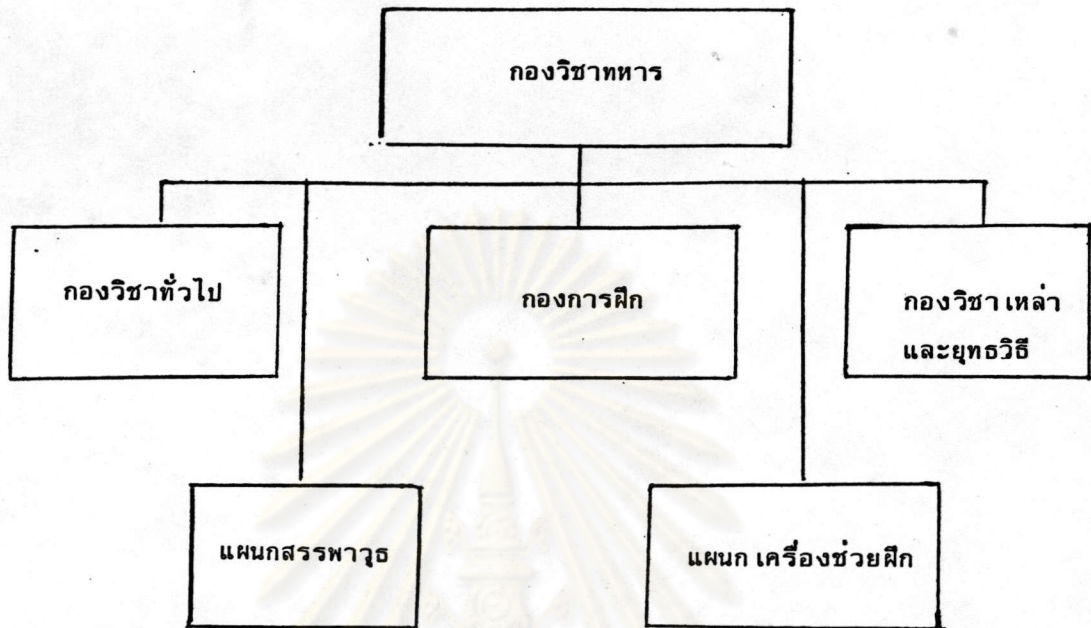 กองวิชาทหาร
กองวิชาทั่วไป
กองการฝึก
กองวิชา เหล่า
และยุทธวิธี
แผนกสรรพาวุธ
แผนก เครื่องช่วยฝึก